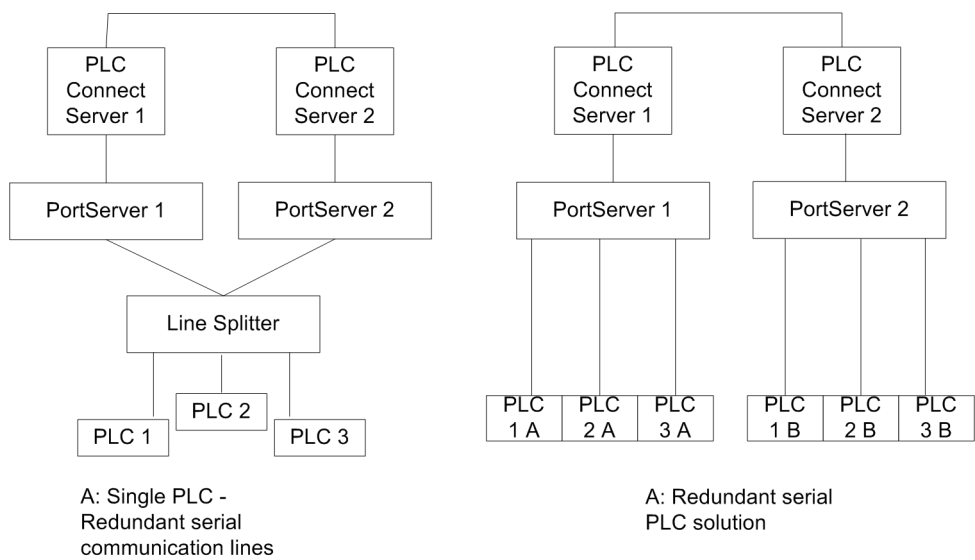 PLC
Connect
Server 1
PLC
Connect
Server 2
PortServer 1
PortServer 2
Line Splitter
PLC 1
PLC 2
PLC 3
A: Single PLC -
Redundant serial
communication lines
PLC
Connect
Server 1
PLC
Connect
Server 2
PortServer 1
PortServer 2
PLC
1 A
PLC
2 A
PLC
3 A
PLC
1 B
PLC
2 B
PLC
3 B
A: Redundant serial
PLC solution